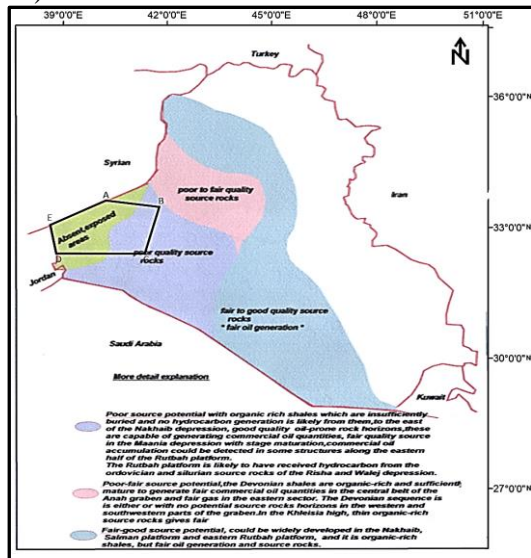 39°0'0"E 42°0'0"E 45°0'0"E 48°0'0"E 51°0'0"E
N
Turkey
36°0'0"N
Syrian
Iran
poor to fair quality
source rocks
A
B
E
Absent,exposed
areas
33°0'0"N
D
poor quality source
rocks
Jordan
fair to good quality source
rocks
" fair oil generation "
Saudi Arabia
30°0'0"N
More detail explanation
Kuwait
Poor source potential with organic rich shales which are insufficiently
buried and no hydrocarbon generation is likely from them,to the east
of the Nakhaib depression, good quality oil-prone rock horizons,these
are capable of generating commercial oil quantities, fair quality source
in the Maania depression with stage maturation,commercial oil
accumulation could be detected in some structures along the eastern
half of the Rutbah platform.
The Rutbah platform is likely to have received hydrocarbon from the
ordovician and silurian source rocks of the Risha and Walej depression.
27°0'0"N
Poor-fair source potential,the Devonian shales are organic-rich and sufficiently
mature to generate fair commercial oil quantities in the central belt of the
Anah graben and fair gas in the eastern sector. The Devonian sequence is
is either or with no potential source rocks horizons in the western and
southwestern parts of the graben.In the Khleisia high, thin organic-rich
source rocks gives fair
Fair-good source potential, could be widely developed in the Nakhaib,
Salman platform and eastern Rutbah platform, and it is organic-rich
shales, but fair oil generation and source rocks.